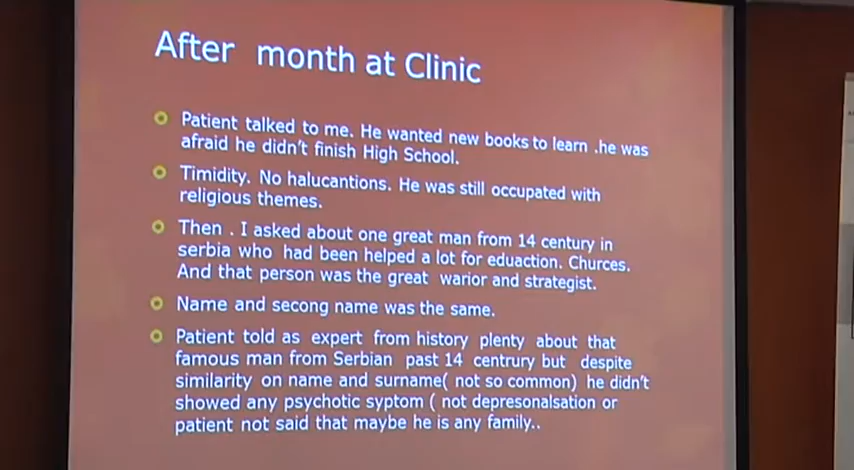 After month at Clinic
Patient talked to me. He wanted new books to learn .he was
afraid he didn't finish High School.
Timidity. No halucantions. He was still occupated with
religious themes.
Then . I asked about one great man from 14 century in
serbia who had been helped a lot for eduaction. Churces.
And that person was the great warior and strategist.
Name and secong name was the same.
Patient told as expert from history plenty about that
famous man from Serbian past 14 centrury but despite
similarity on name and surname( not so common) he didn't
showed any psychotic syptom ( not depresonalsation or
patient not said that maybe he is any family..